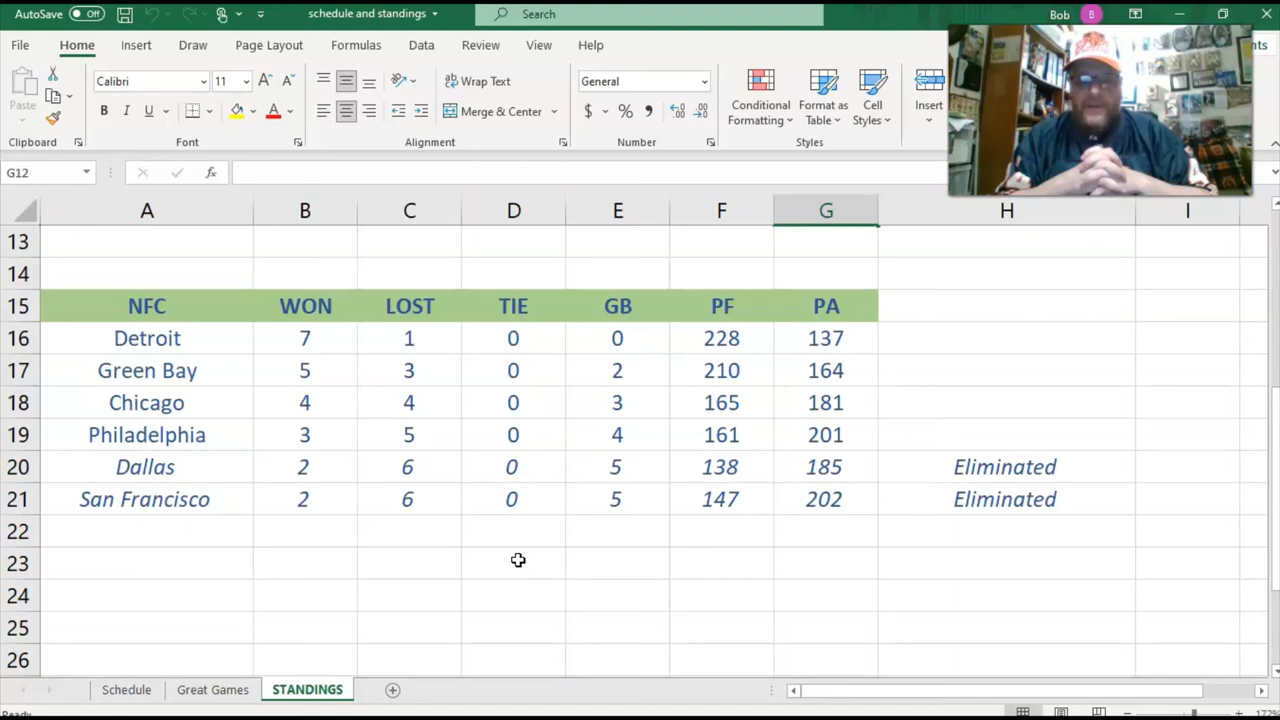 AutoSave Off schedule and standings Search Bob B
File Home Insert Draw Page Layout Formulas Data Review View Help
Paste Calibri 11 A A Wrap Text General Conditional Formatting Format as Table Cell Styles Insert
B I U A Merge & Center $ % ,
Clipboard Font Alignment Number Styles
G12 fx
A B C D E F G H I
13
14
15 NFC WON LOST TIE GB PF PA
16 Detroit 7 1 0 0 228 137
17 Green Bay 5 3 0 2 210 164
18 Chicago 4 4 0 3 165 181
19 Philadelphia 3 5 0 4 161 201
20 Dallas 2 6 0 5 138 185 Eliminated
21 San Francisco 2 6 0 5 147 202 Eliminated
22
23
24
25
26
Schedule Great Games STANDINGS
Ready 172%